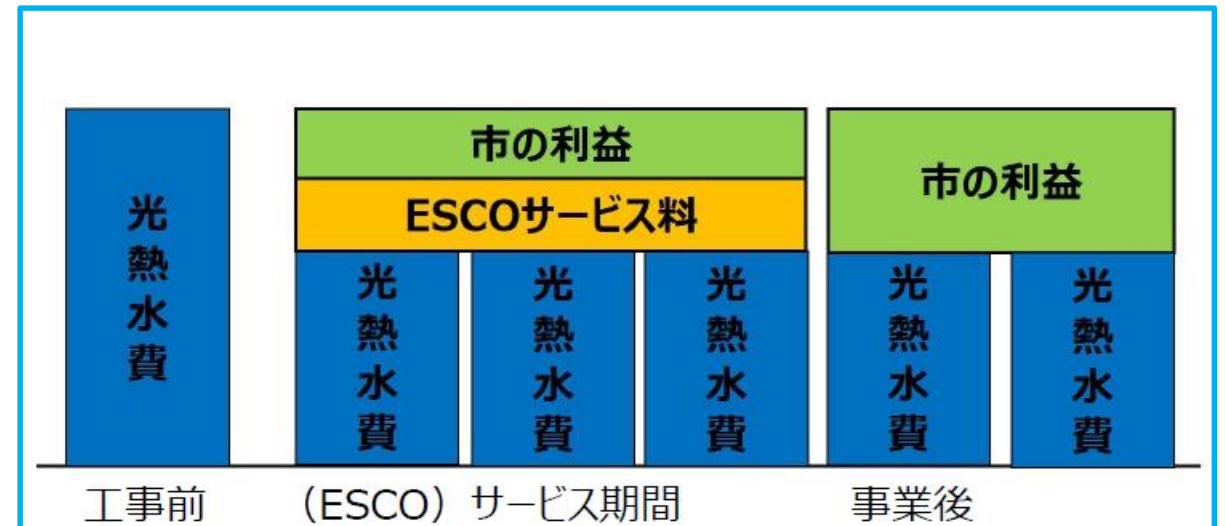 光熱水費
市の利益
ESCOサービス料
光熱水費
光熱水費
光熱水費
市の利益
光熱水費
光熱水費
工事前
（ESCO）サービス期間
事業後